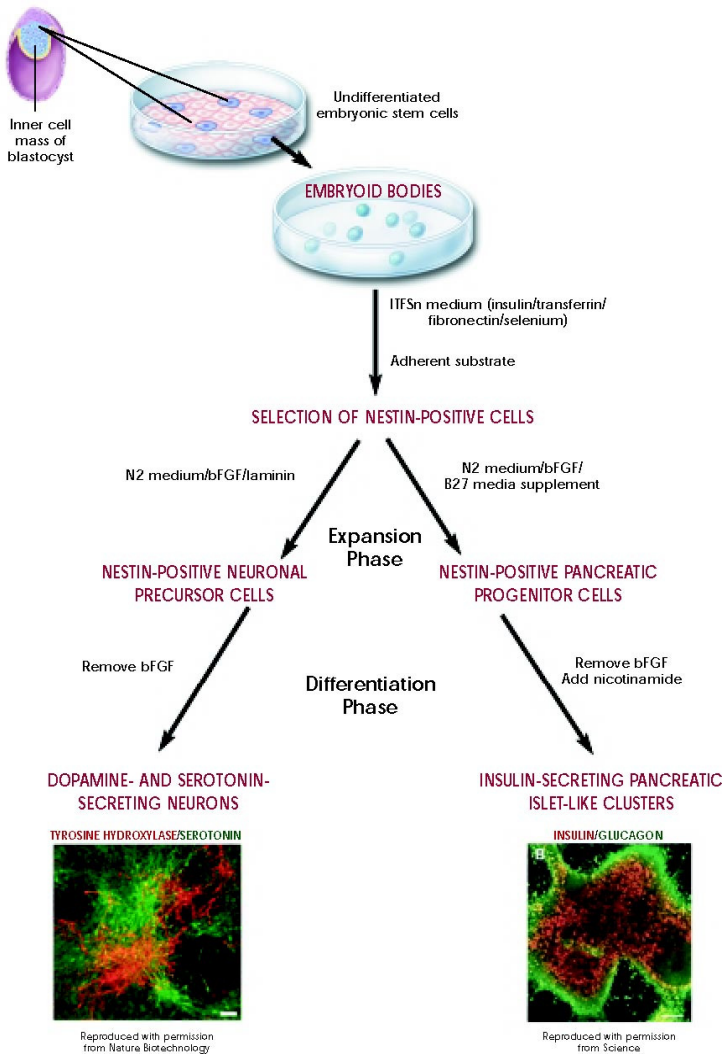 Inner cell
mass of
blastocyst
Undifferentiated
embryonic stem cells
EMBRYOID BODIES
ITFSn medium (insulin/transferrin/
fibronectin/selenium)
Adherent substrate
SELECTION OF NESTIN-POSITIVE CELLS
N2 medium/bFGF/laminin
N2 medium/bFGF/
B27 media supplement
Expansion
Phase
NESTIN-POSITIVE NEURONAL
PRECURSOR CELLS
NESTIN-POSITIVE PANCREATIC
PROGENITOR CELLS
Remove bFGF
Remove bFGF
Add nicotinamide
Differentiation
Phase
DOPAMINE- AND SEROTONIN-
SECRETING NEURONS
INSULIN-SECRETING PANCREATIC
ISLET-LIKE CLUSTERS
TYROSINE HYDROXYLASE/SEROTONIN
INSULIN/GLUCAGON
B
Reproduced with permission
from Nature Biotechnology
Reproduced with permission
from Science